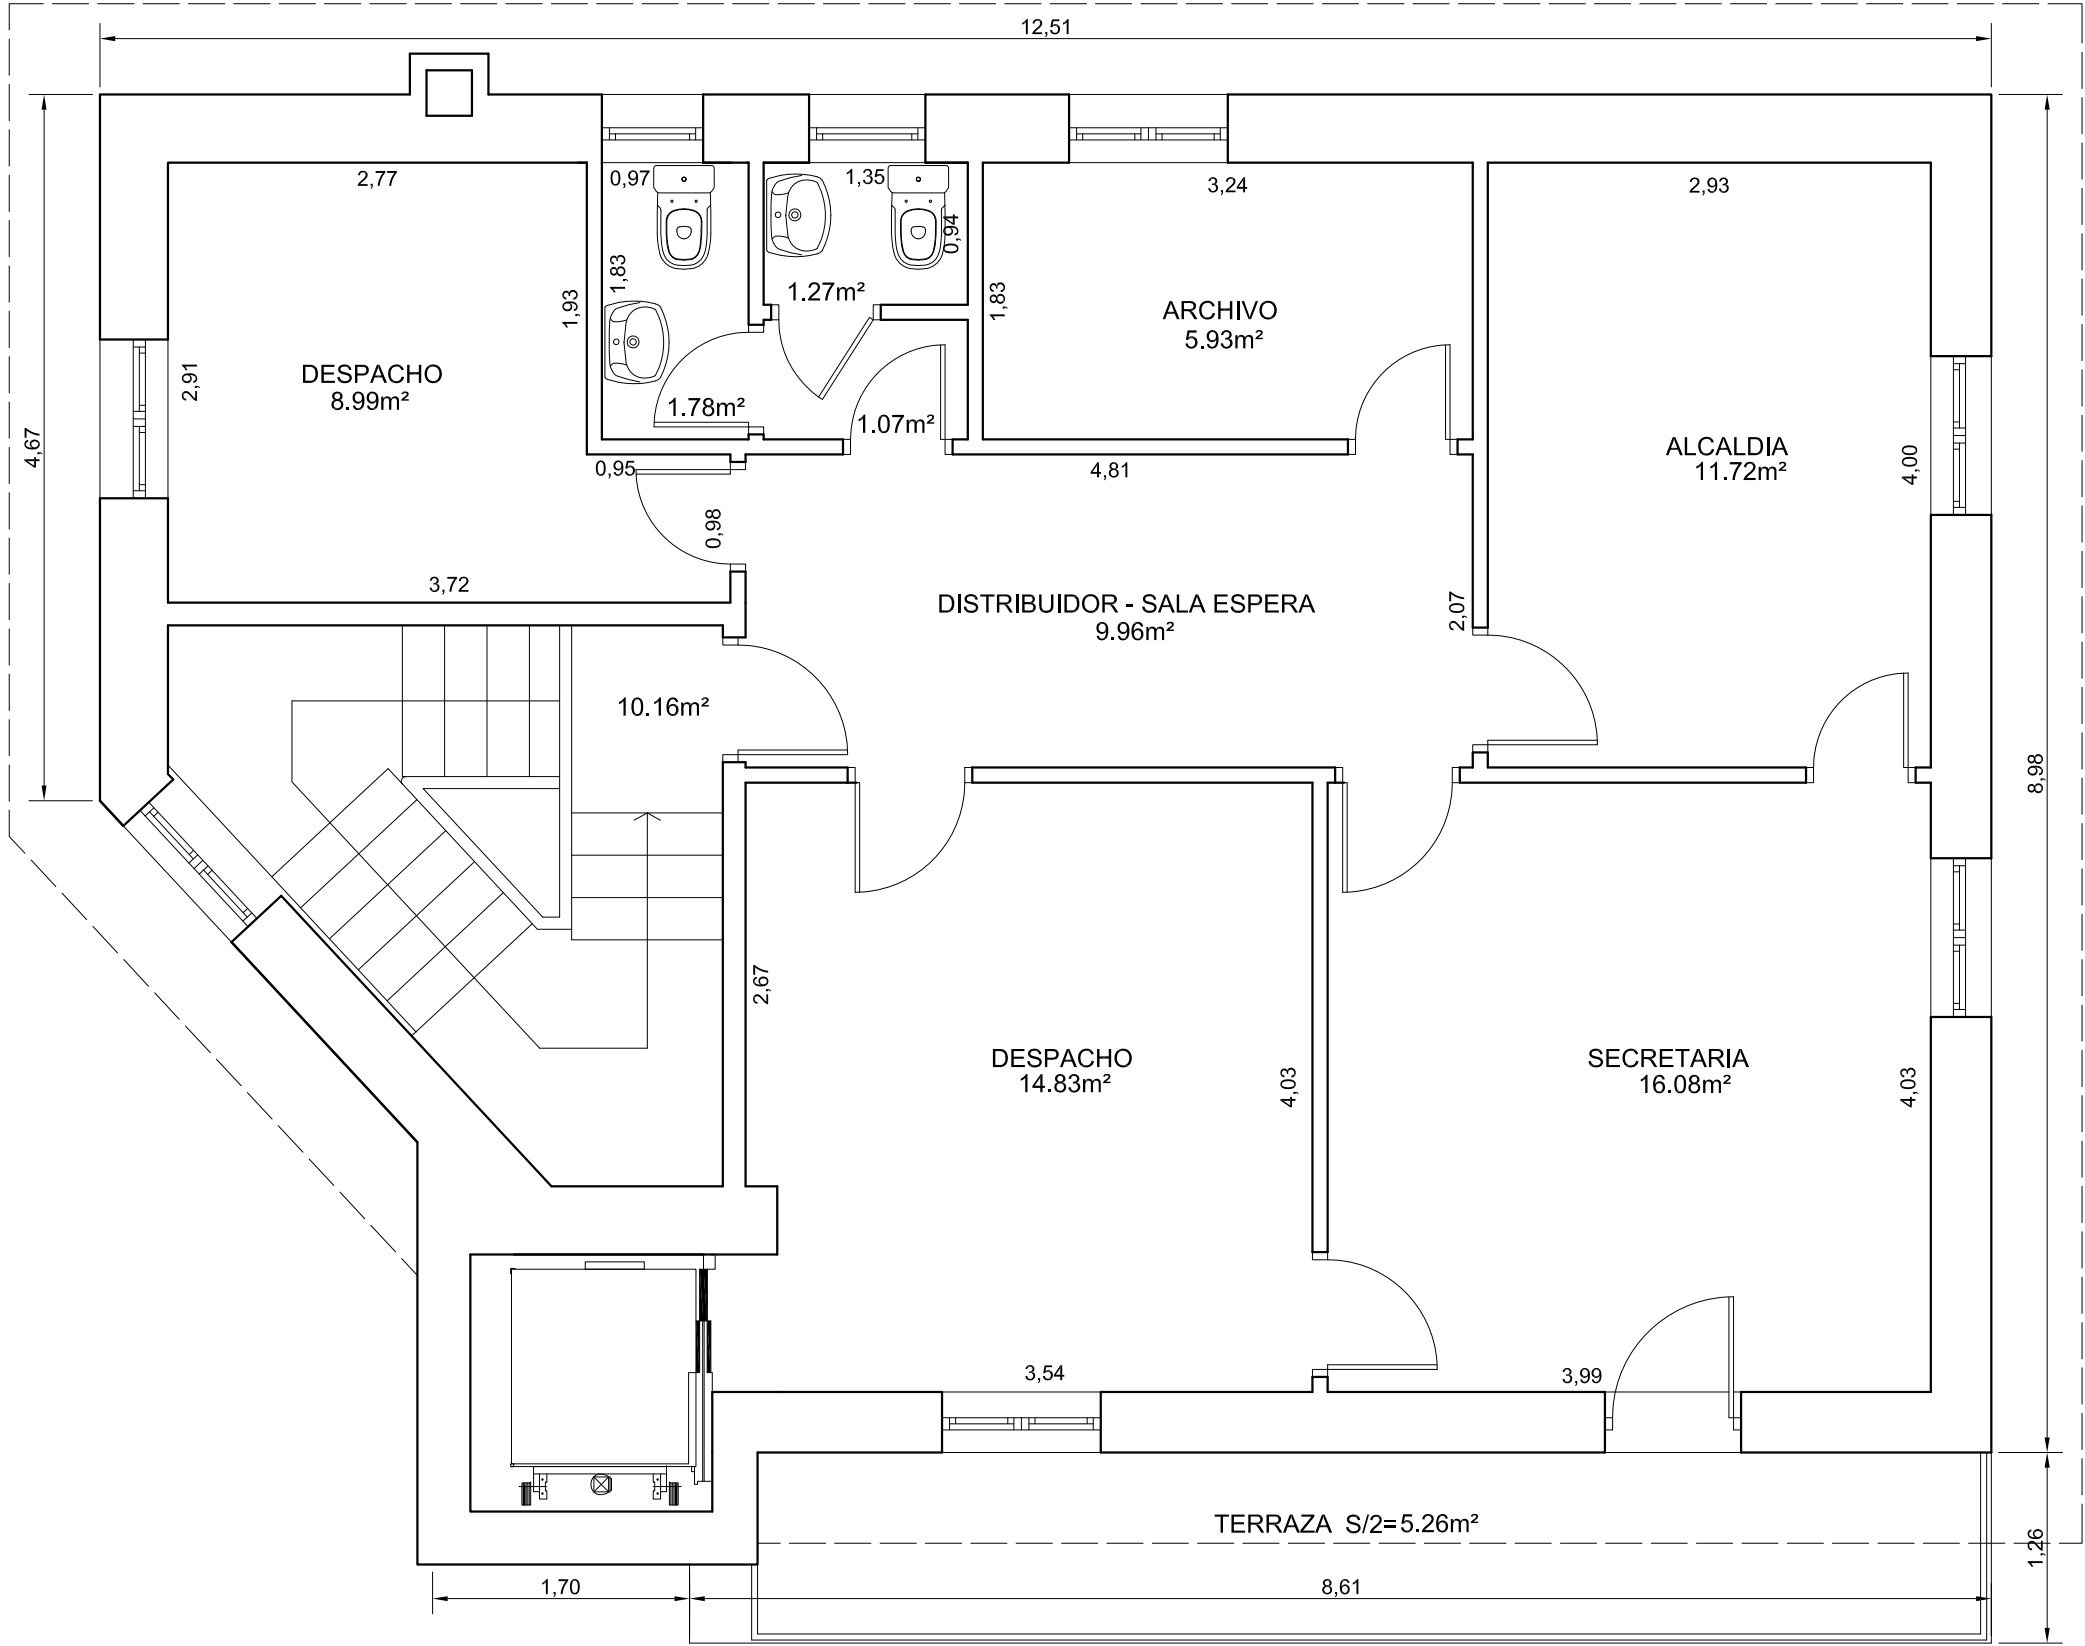 12,51
2,77
0,97
1,35
3,24
2,93
0,94
1,83
1.27m²
1,93
1,83
ARCHIVO
5.93m²
DESPACHO
8.99m²
2,91
1.78m²
1.07m²
4,67
ALCALDIA
11.72m²
4,00
0,95
4,81
0,98
3,72
DISTRIBUIDOR - SALA ESPERA
9.96m²
2,07
10.16m²
8,98
2,67
DESPACHO
14.83m²
4,03
SECRETARIA
16.08m²
4,03
3,54
3,99
TERRAZA S/2=5.26m²
1,26
1,70
8,61